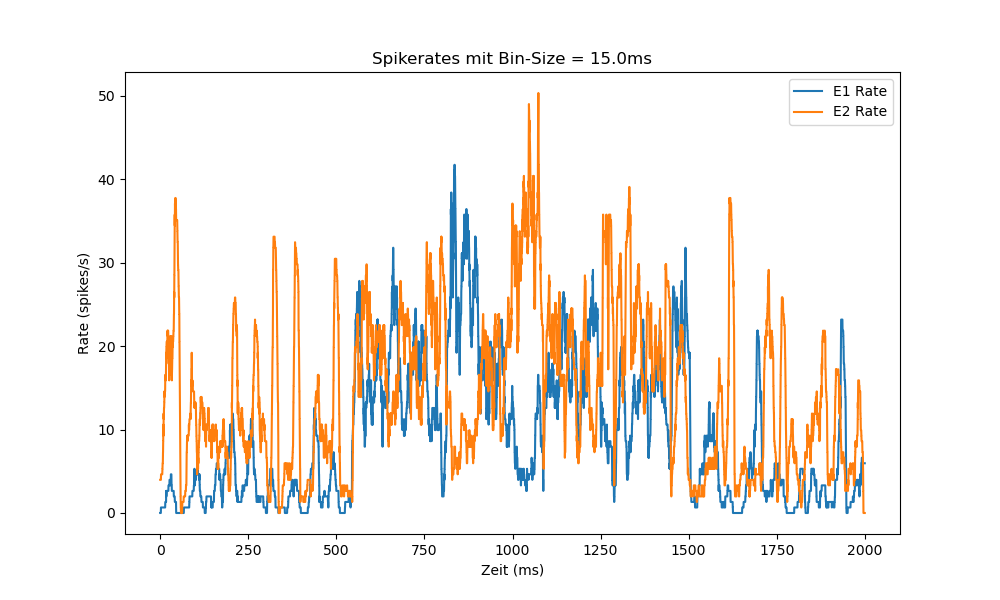 Spikerates mit Bin-Size = 15.0ms
E1 Rate
E2 Rate
50
40
30
20
10
0
Rate (spikes/s)
0 250 500 750 1000 1250 1500 1750 2000
Zeit (ms)